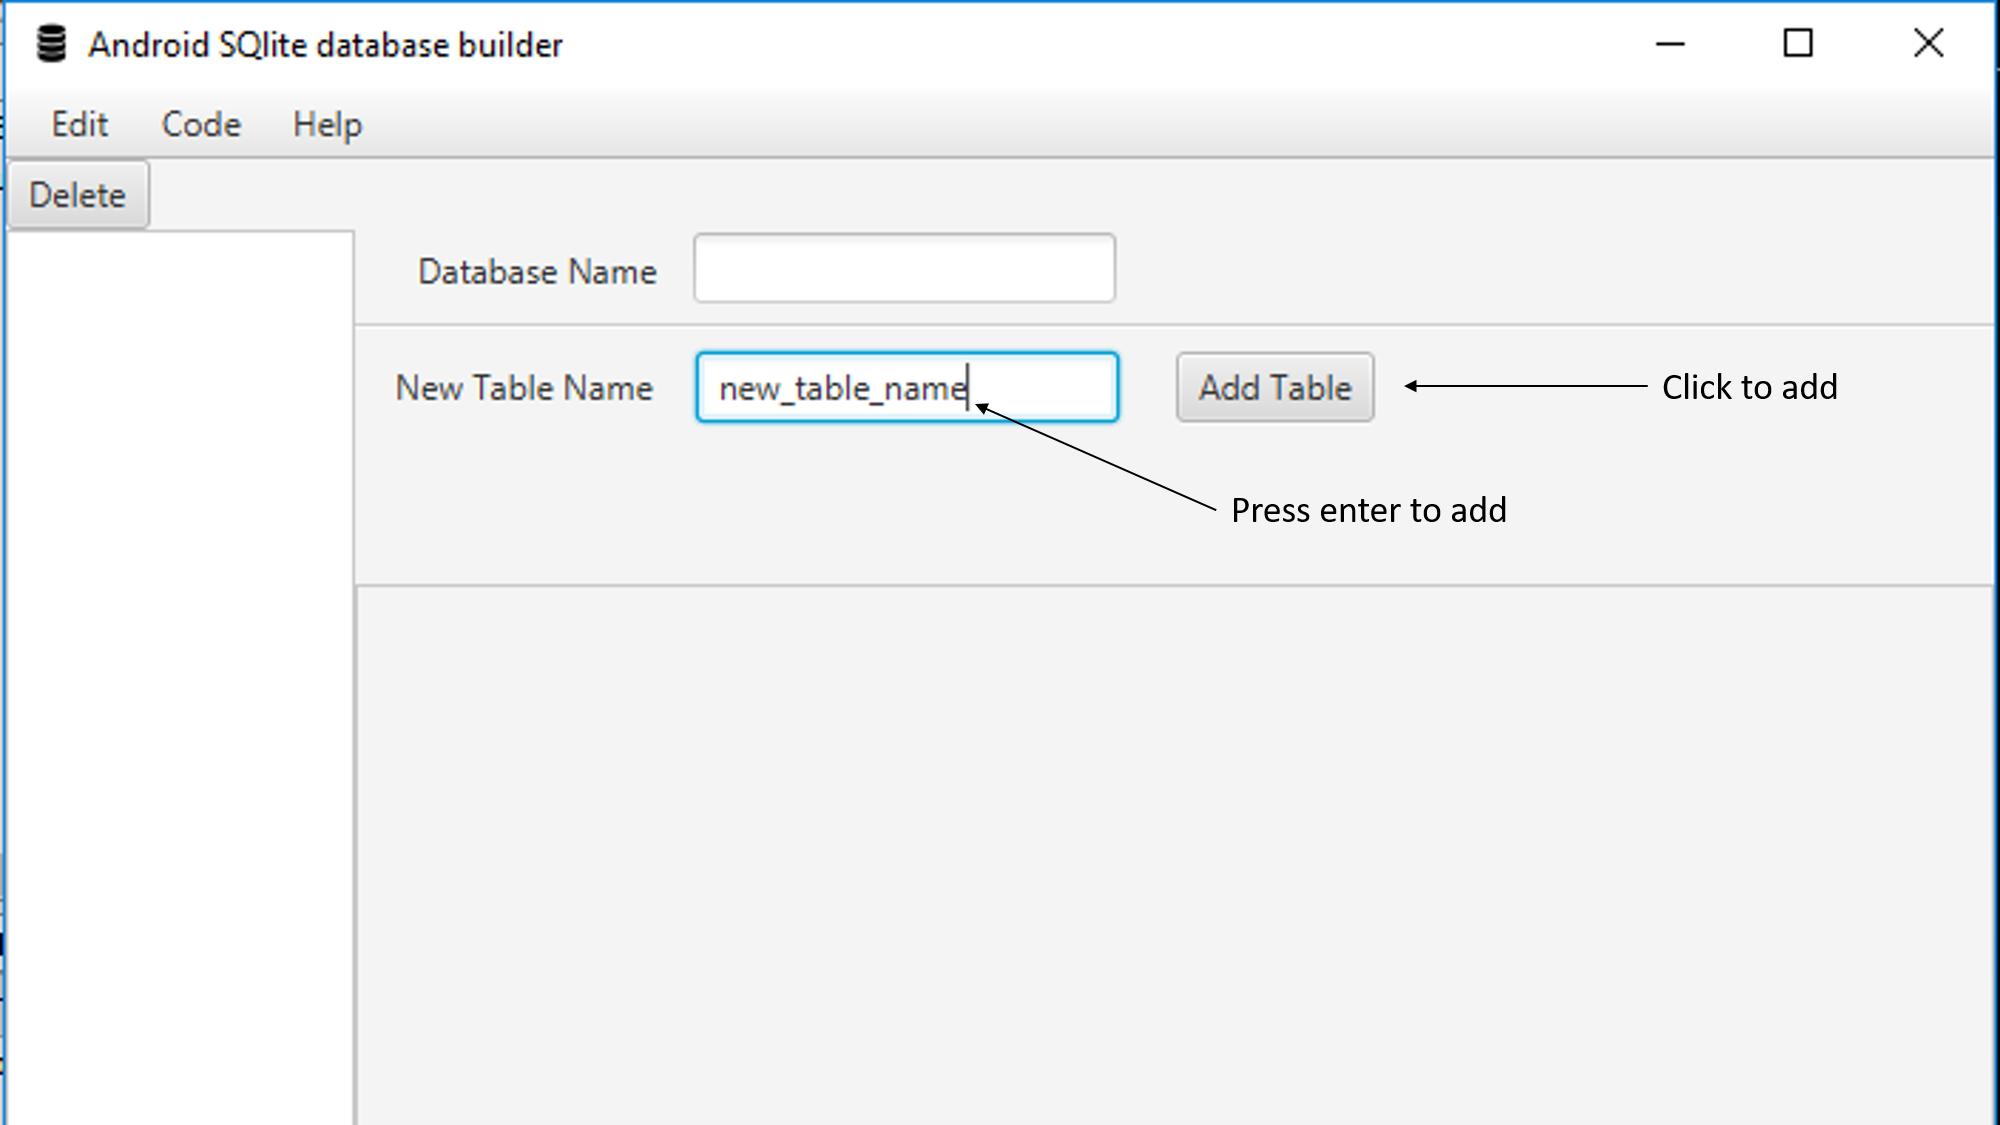 Android SQlite database builder
Edit Code Help
Delete
Database Name
New Table Name new_table_name Add Table Click to add
Press enter to add